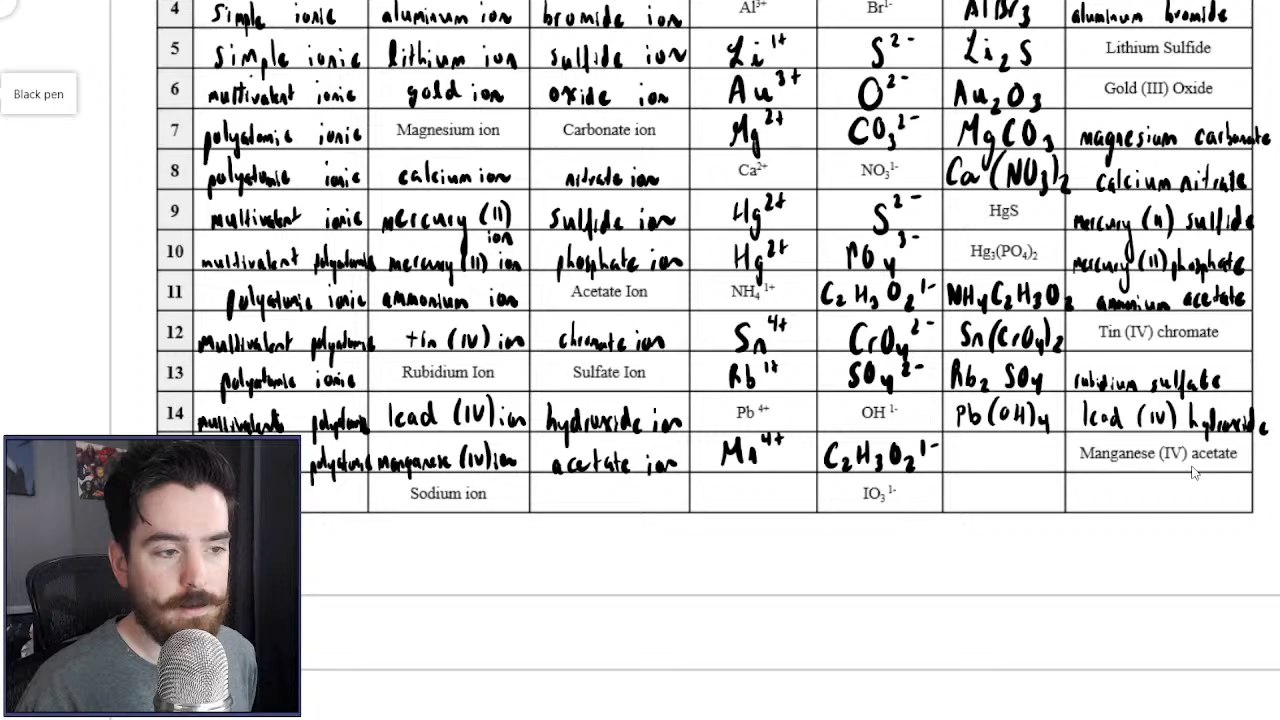 4 simple ionic aluminum ion bromide ion Al3+ Br1- AlBr3 aluminum bromide
5 simple ionic lithium ion sulfide ion Li1+ S2- Li2S Lithium Sulfide
Black pen
6 multivalent ionic gold ion oxide ion Au3+ O2- Au2O3 Gold (III) Oxide
7 polyatomic ionic Magnesium ion Carbonate ion Mg2+ CO32- MgCO3 magnesium carbonate
8 polyatomic ionic calcium ion nitrate ion Ca2+ NO31- Ca(NO3)2 calcium nitrate
9 multivalent ionic mercury (II) ion sulfide ion Hg2+ S2- HgS mercury (II) sulfide
10 multivalent polyatomic mercury (II) ion phosphate ion Hg2+ PO43- Hg3(PO4)2 mercury (II) phosphate
11 polyatomic ionic ammonium ion Acetate Ion NH41+ C2H3O21- NH4C2H3O2 ammonium acetate
12 multivalent polyatomic tin (IV) ion chromate ion Sn4+ CrO42- Sn(CrO4)2 Tin (IV) chromate
13 polyatomic ionic Rubidium Ion Sulfate Ion Rb1+ SO42- Rb2SO4 rubidium sulfate
14 multivalent polyatomic lead (IV) ion hydroxide ion Pb4+ OH1- Pb(OH)4 lead (IV) hydroxide
polyatomic manganese (IV) ion acetate ion Mn4+ C2H3O21- Manganese (IV) acetate
Sodium ion IO31-